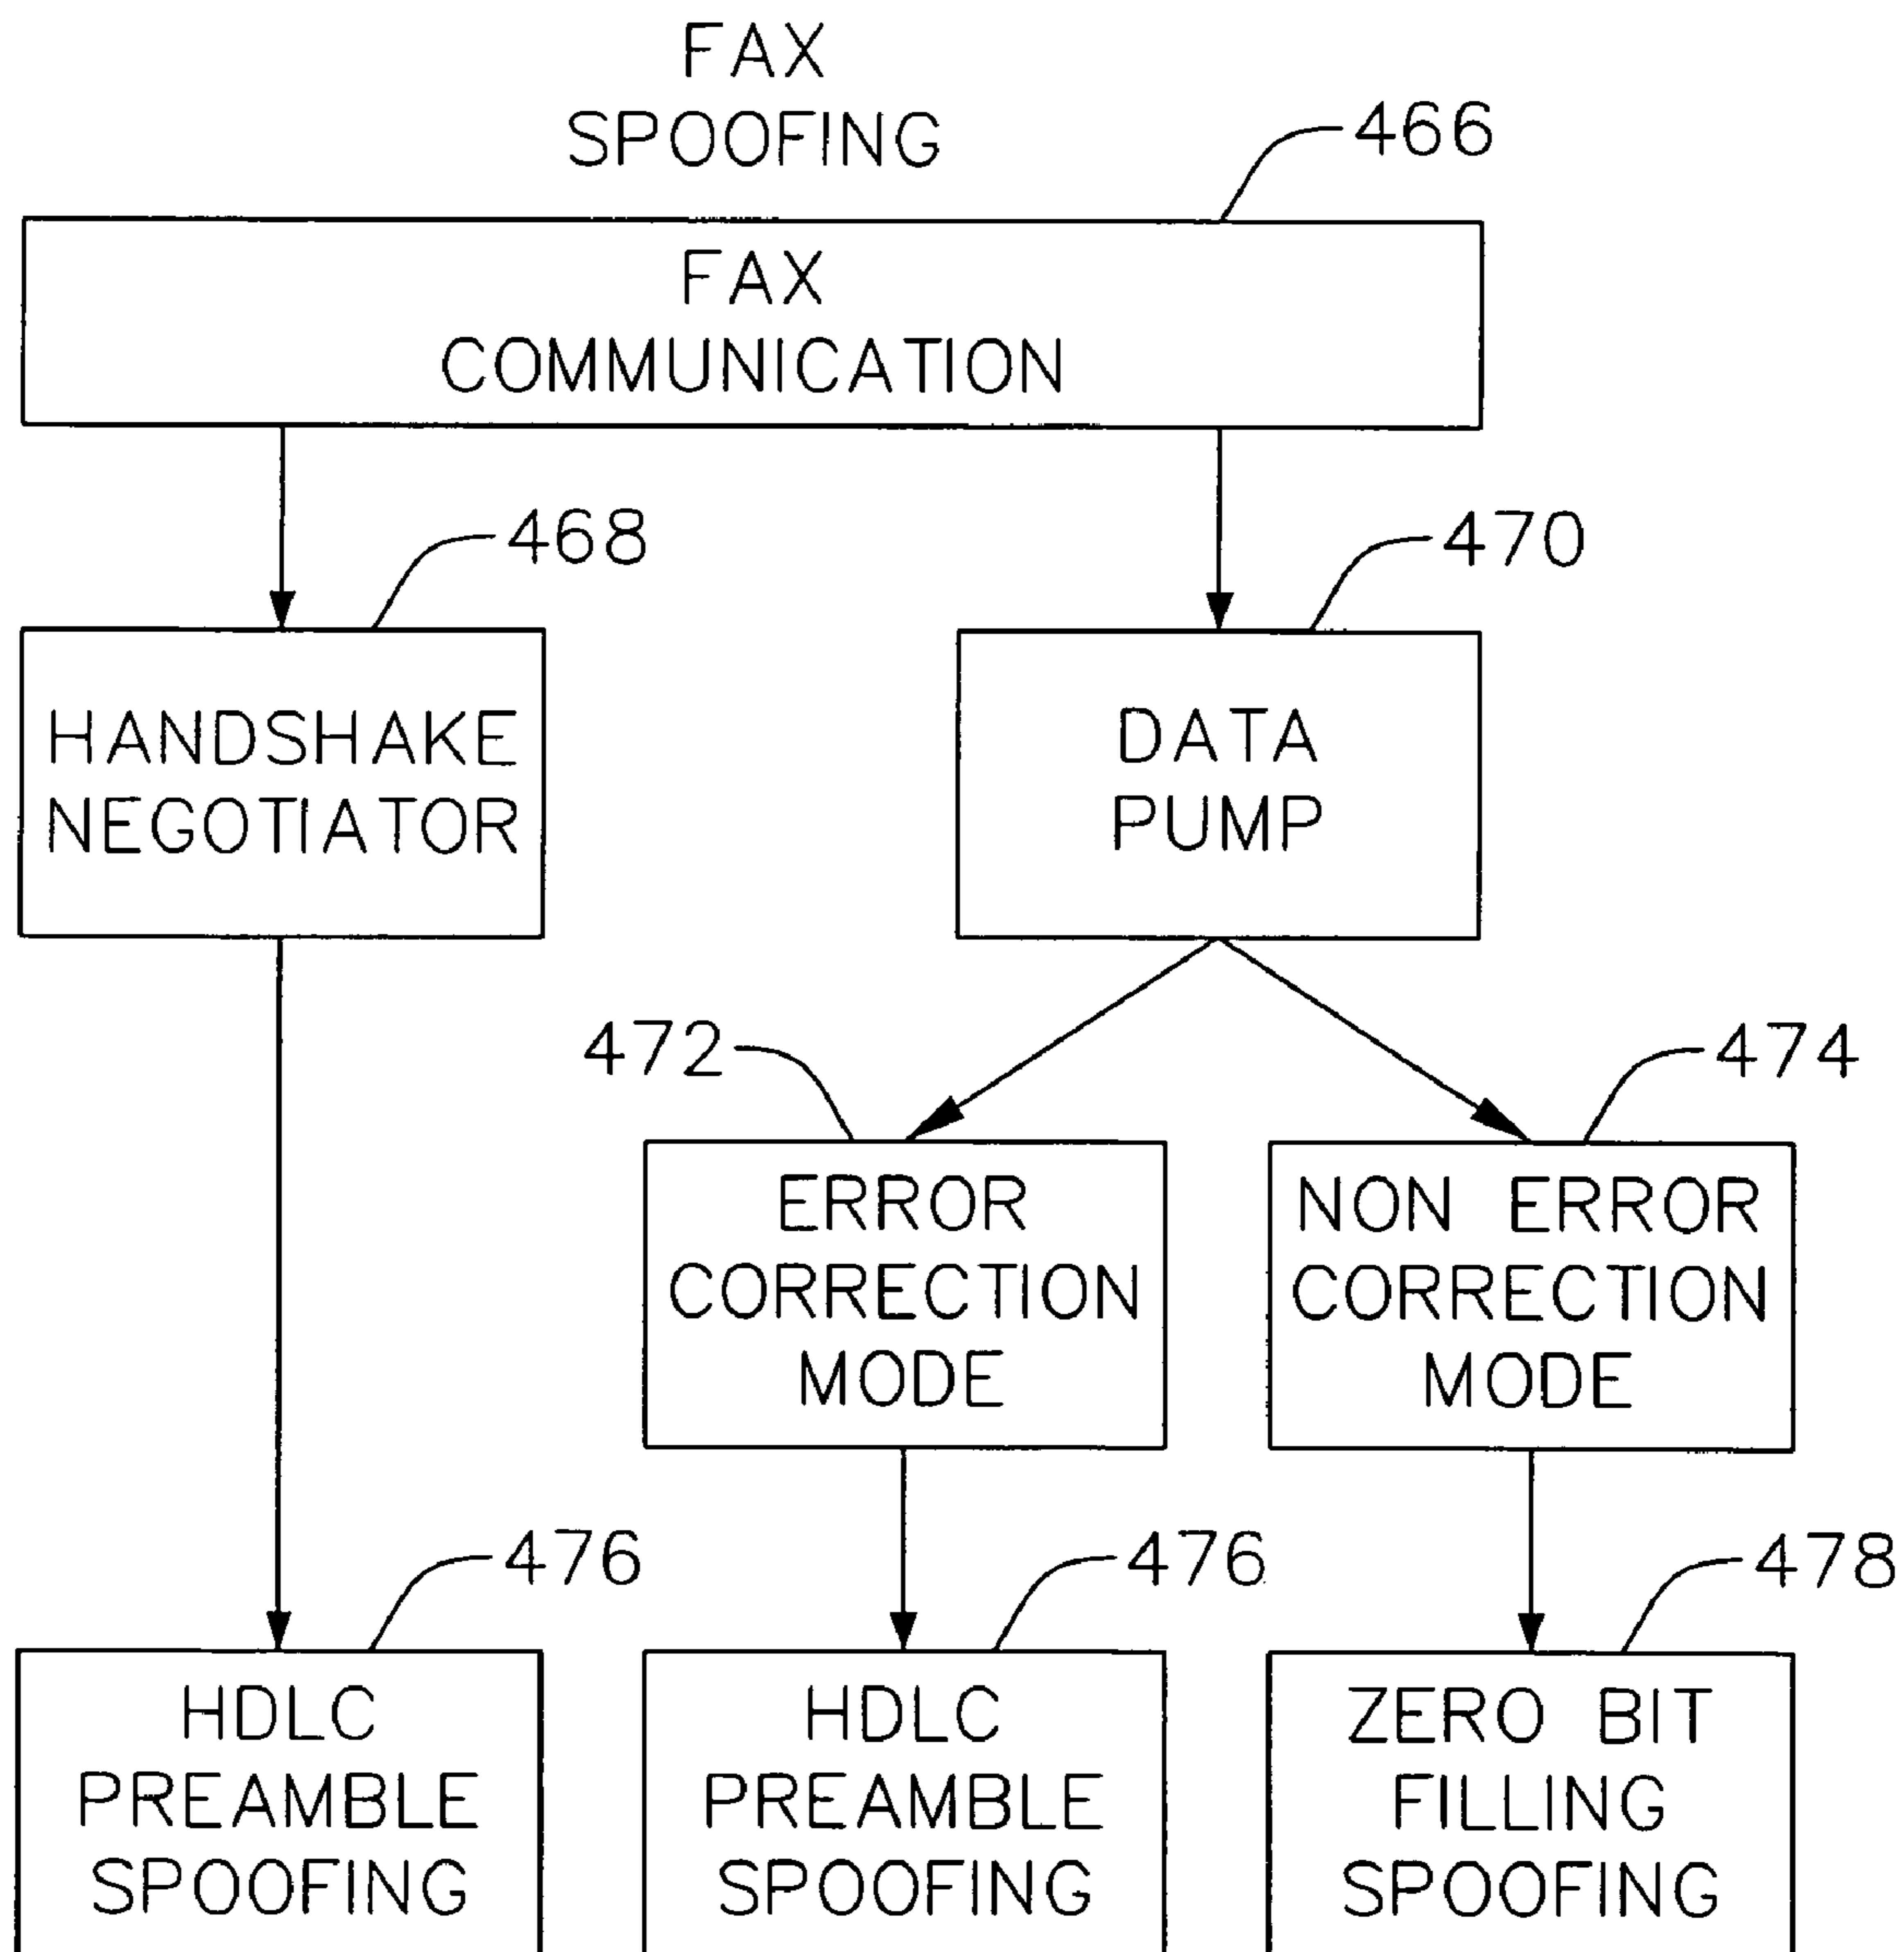 FAX
SPOOFING
466
FAX
COMMUNICATION
468
470
HANDSHAKE
NEGOTIATOR
DATA
PUMP
472
474
ERROR
CORRECTION
MODE
NON ERROR
CORRECTION
MODE
476
476
478
HDLC
PREAMBLE
SPOOFING
HDLC
PREAMBLE
SPOOFING
ZERO BIT
FILLING
SPOOFING